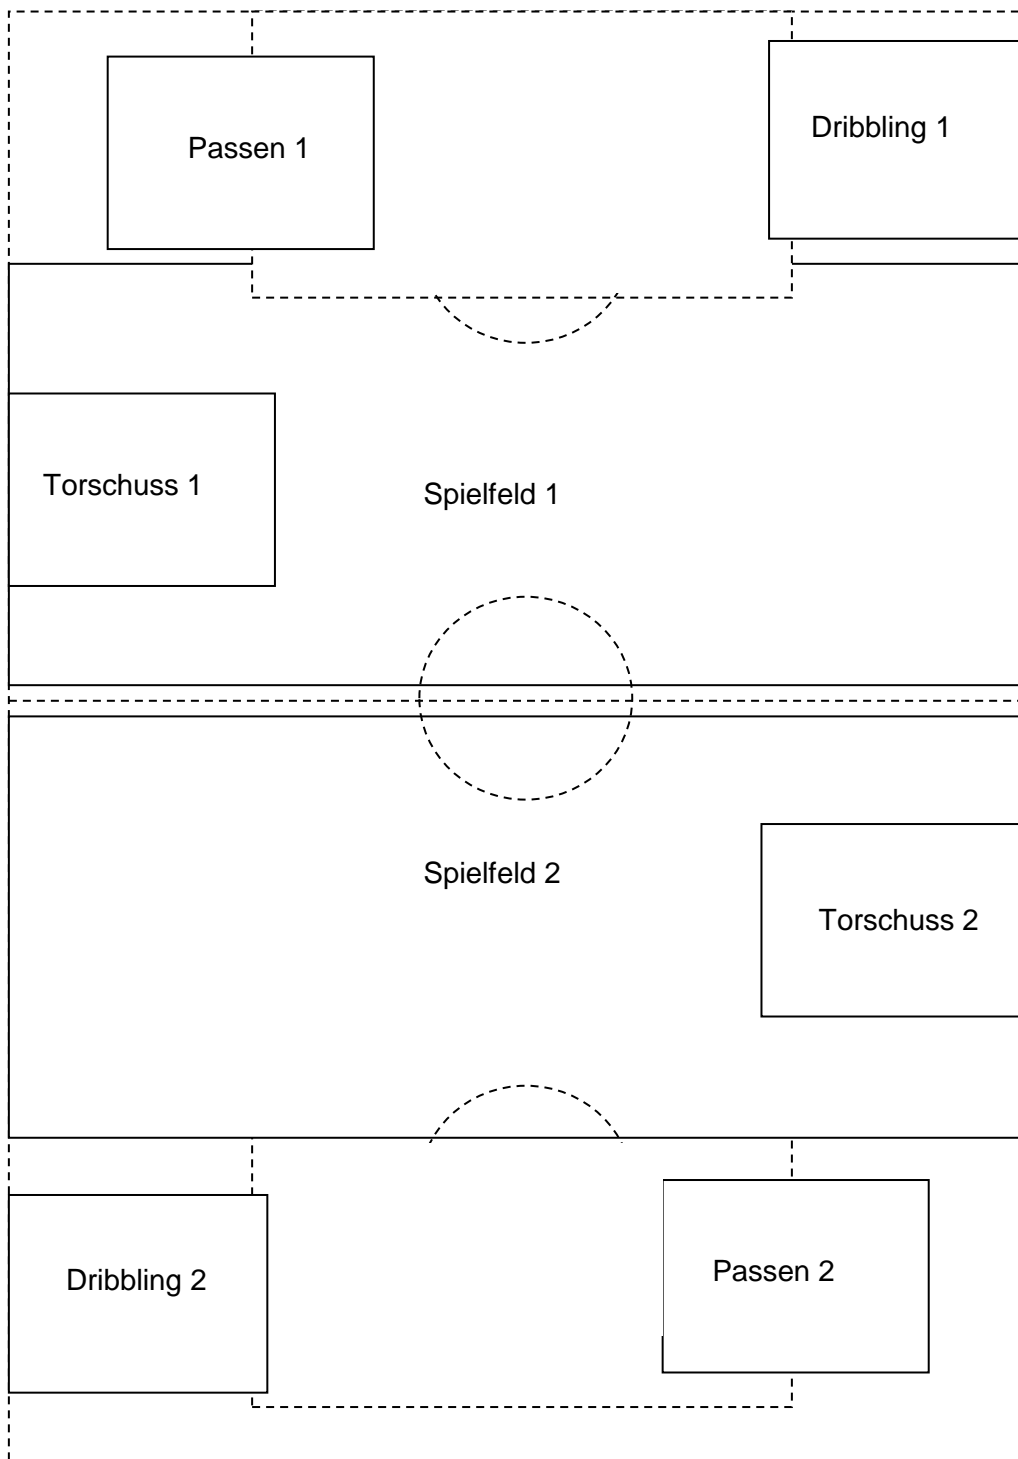 Passen 1
Dribbling 1
Torschuss 1
Spielfeld 1
Spielfeld 2
Torschuss 2
Dribbling 2
Passen 2